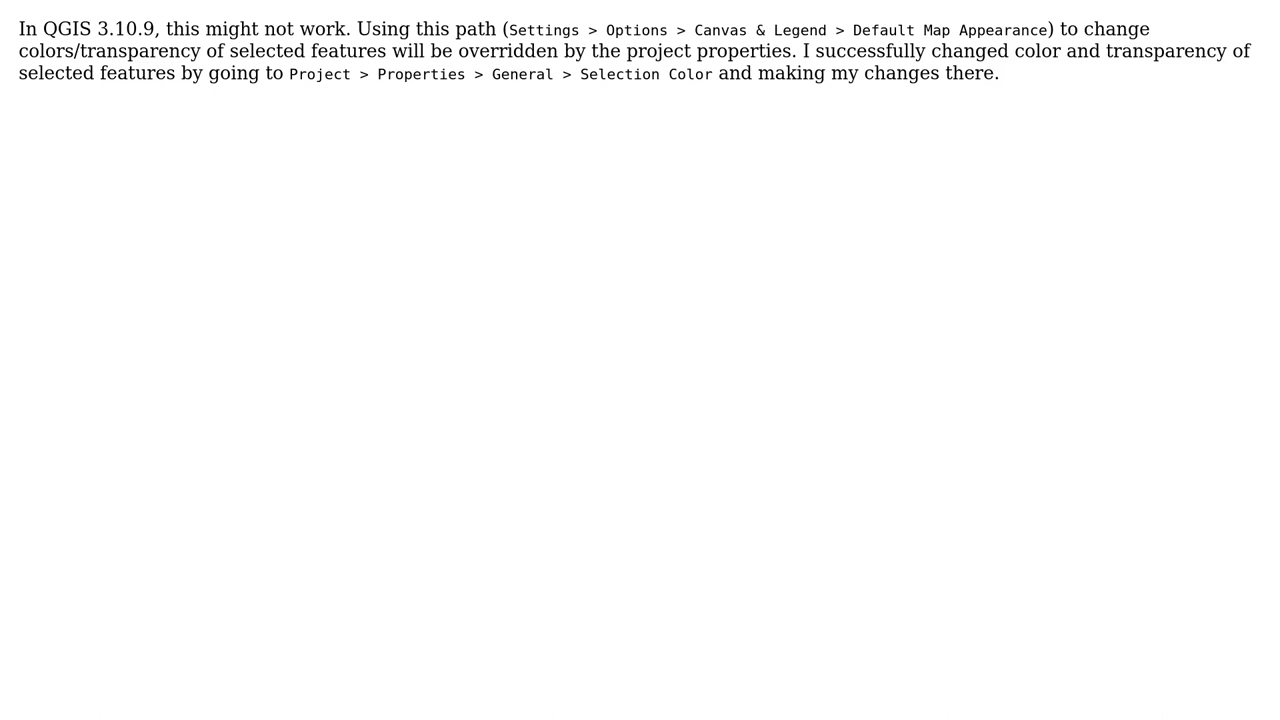 In QGIS 3.10.9, this might not work. Using this path (Settings > Options > Canvas & Legend > Default Map Appearance) to change
colors/transparency of selected features will be overridden by the project properties. I successfully changed color and transparency of
selected features by going to Project > Properties > General > Selection Color and making my changes there.